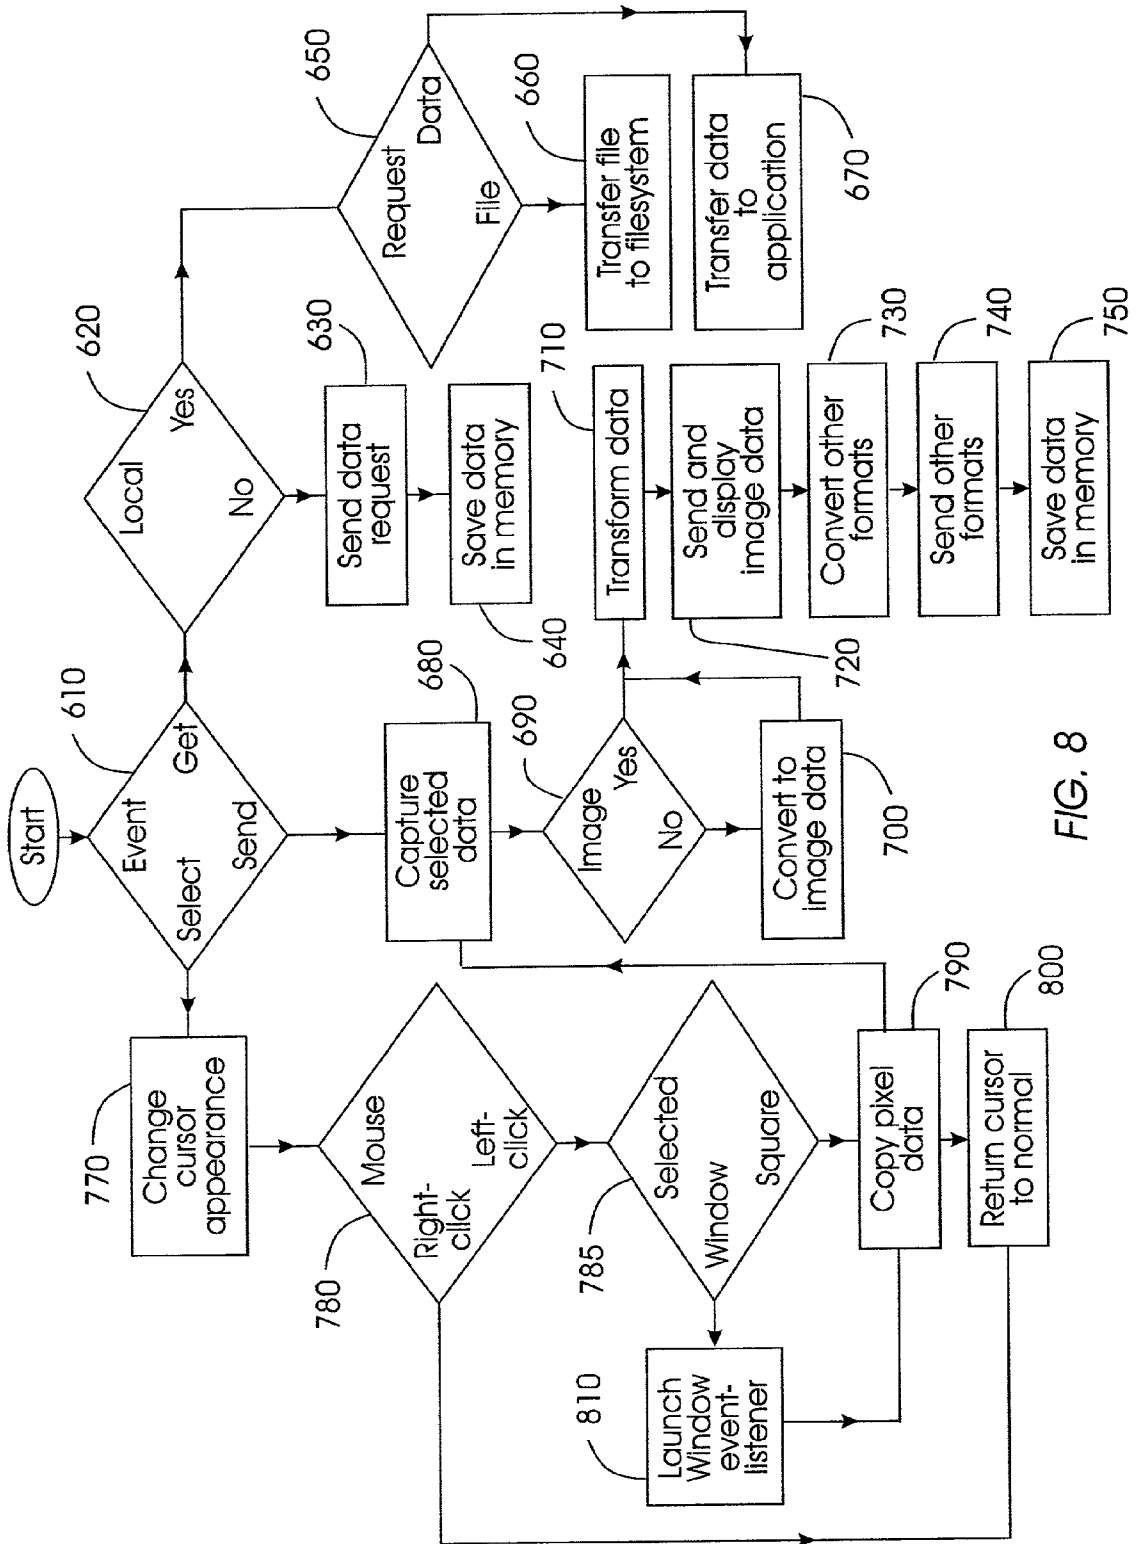 Start
610
Event
Select
Get
Send
620
Local
Yes
No
630
Send data
request
640
Save data
in memory
650
Request
Data
File
660
Transfer file
to filesystem
670
Transfer data
to
application
680
Capture
selected
data
690
Image
Yes
No
700
Convert to
image data
710
Transform data
720
Send and
display
image data
730
Convert other
formats
740
Send other
formats
750
Save data
in memory
770
Change
cursor
appearance
780
Mouse
Right-
click
Left-
click
785
Selected
Window
Square
810
Launch
Window
event-
listener
790
Copy pixel
data
800
Return cursor
to normal
FIG. 8